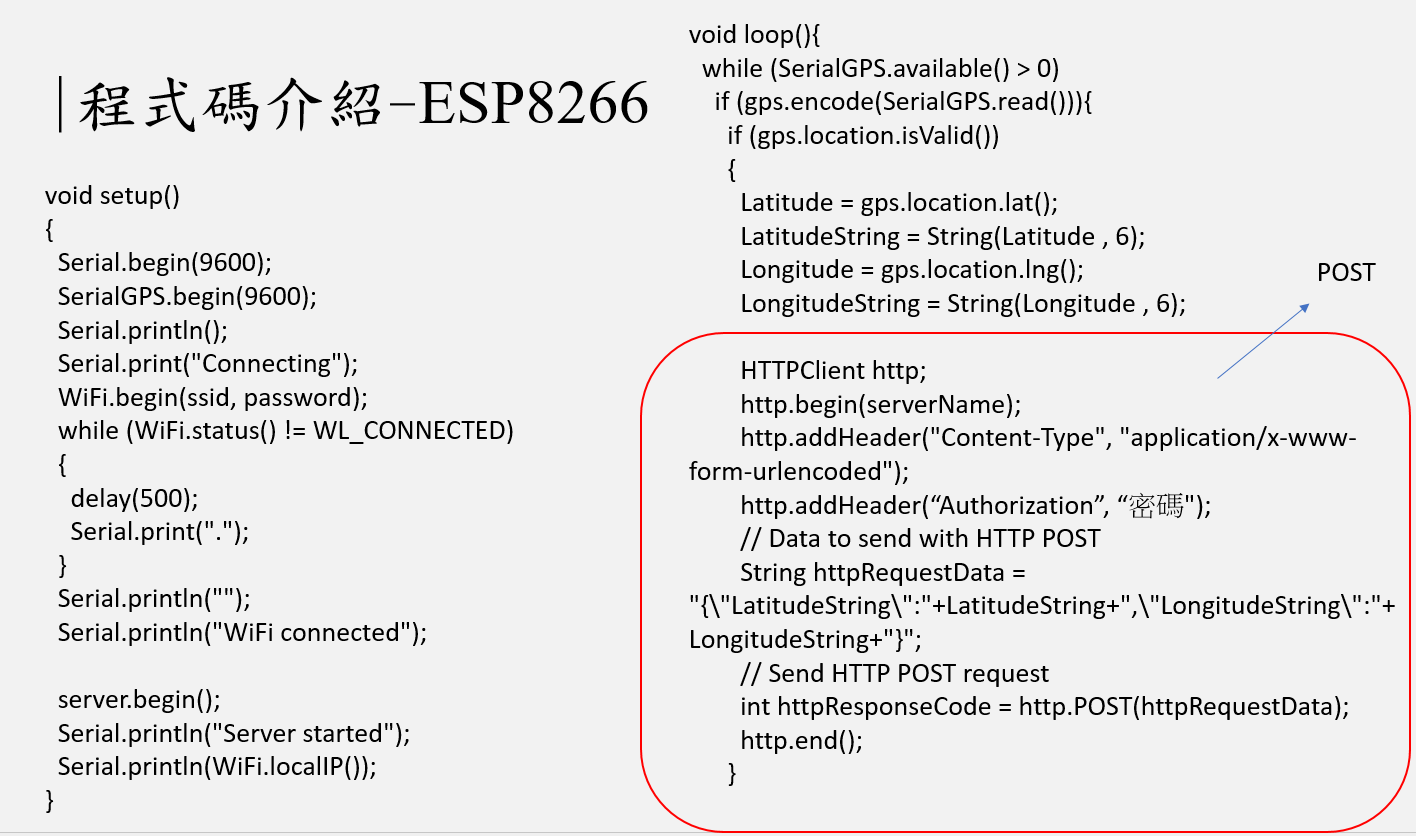 程式碼介紹-ESP8266
void setup()
{
Serial.begin(9600);
SerialGPS.begin(9600);
Serial.println();
Serial.print("Connecting");
WiFi.begin(ssid, password);
while (WiFi.status() != WL_CONNECTED)
{
delay(500);
Serial.print(".");
}
Serial.println("");
Serial.println("WiFi connected");
server.begin();
Serial.println("Server started");
Serial.println(WiFi.localIP());
}
void loop(){
while (SerialGPS.available() > 0)
if (gps.encode(SerialGPS.read())){
if (gps.location.isValid())
{
Latitude = gps.location.lat();
LatitudeString = String(Latitude , 6);
Longitude = gps.location.lng();
LongitudeString = String(Longitude , 6);
POST
HTTPClient http;
http.begin(serverName);
http.addHeader("Content-Type", "application/x-www-
form-urlencoded");
http.addHeader(“Authorization”, “密碼");
// Data to send with HTTP POST
String httpRequestData =
"{\"LatitudeString\":"+LatitudeString+",\"LongitudeString\":"+
LongitudeString+"}";
// Send HTTP POST request
int httpResponseCode = http.POST(httpRequestData);
http.end();
}